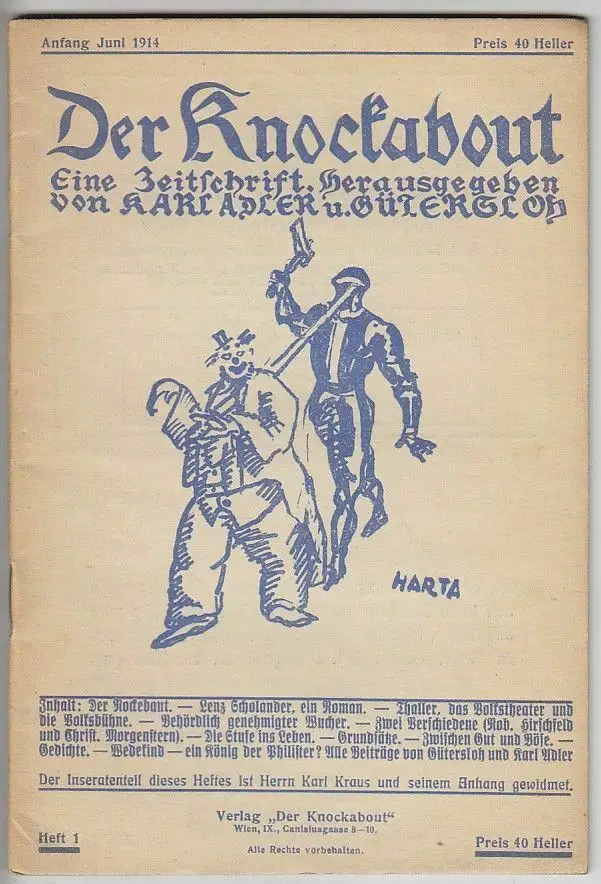 Anfang Juni 1914 Preis 40 Heller
Der Knockabout
Eine Zeitschrift. Herausgegeben
von KARL ADLER u. GÜTERSLOH
HARTA
Inhalt: Der Nockebaut. — Lenz Scholander, ein Roman. — Thaller, das Volkstheater und
die Volksbühne. — Behördlich genehmigter Wucher. — Zwei Verschiedene (Rob. Hirschfeld
und Christ. Morgenstern). — Die Stufe ins Leben. — Grundsätze. — Zwischen Gut und Böse. —
Gedichte. — Wedekind — ein König der Philister? Alle Beiträge von Gütersloh und Karl Adler
Der Inseratenteil dieses Heftes ist Herrn Karl Kraus und seinem Anhang gewidmet.
Verlag „Der Knockabout“
Wien, IX., Canisiusgasse 8—10.
Heft 1 Preis 40 Heller
Alle Rechte vorbehalten.